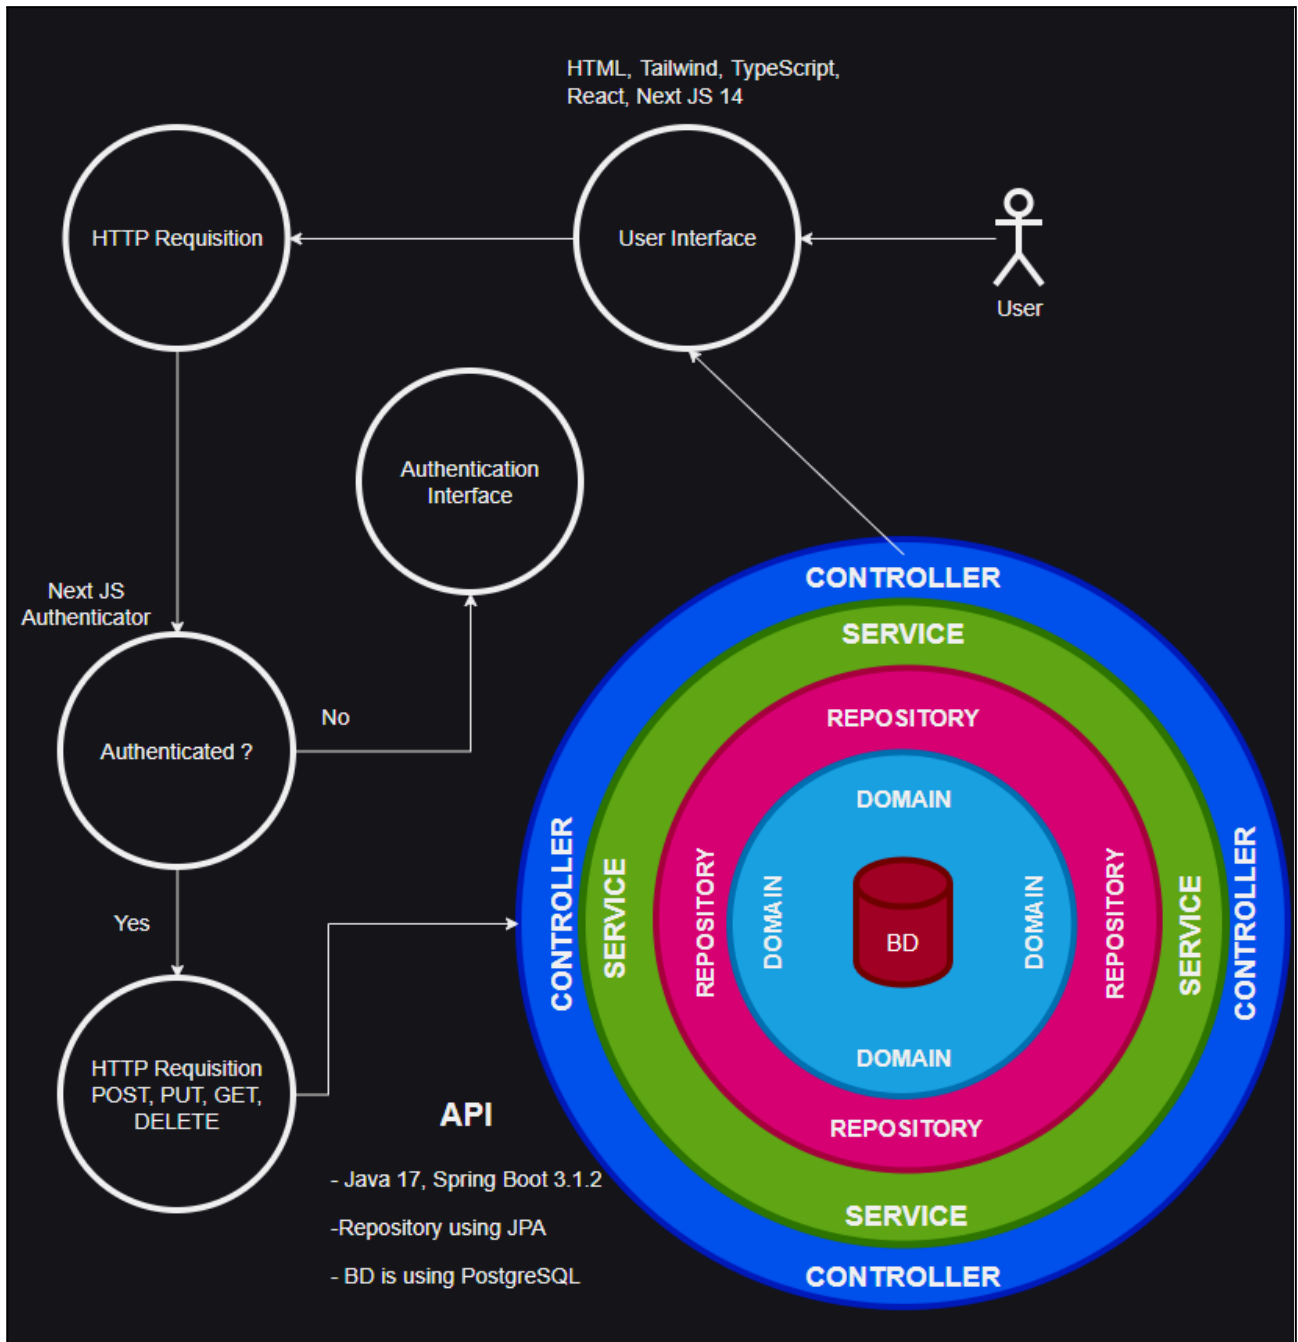 HTML, Tailwind, TypeScript,
React, Next JS 14
HTTP Requisition
User Interface
User
Authentication
Interface
Next JS
Authenticator
No
Authenticated ?
Yes
HTTP Requisition
POST, PUT, GET,
DELETE
API
- Java 17, Spring Boot 3.1.2
-Repository using JPA
- BD is using PostgreSQL
CONTROLLER
SERVICE
REPOSITORY
DOMAIN
CONTROLLER
SERVICE
REPOSITORY
DOMAIN
BD
DOMAIN
REPOSITORY
SERVICE
CONTROLLER
DOMAIN
REPOSITORY
SERVICE
CONTROLLER